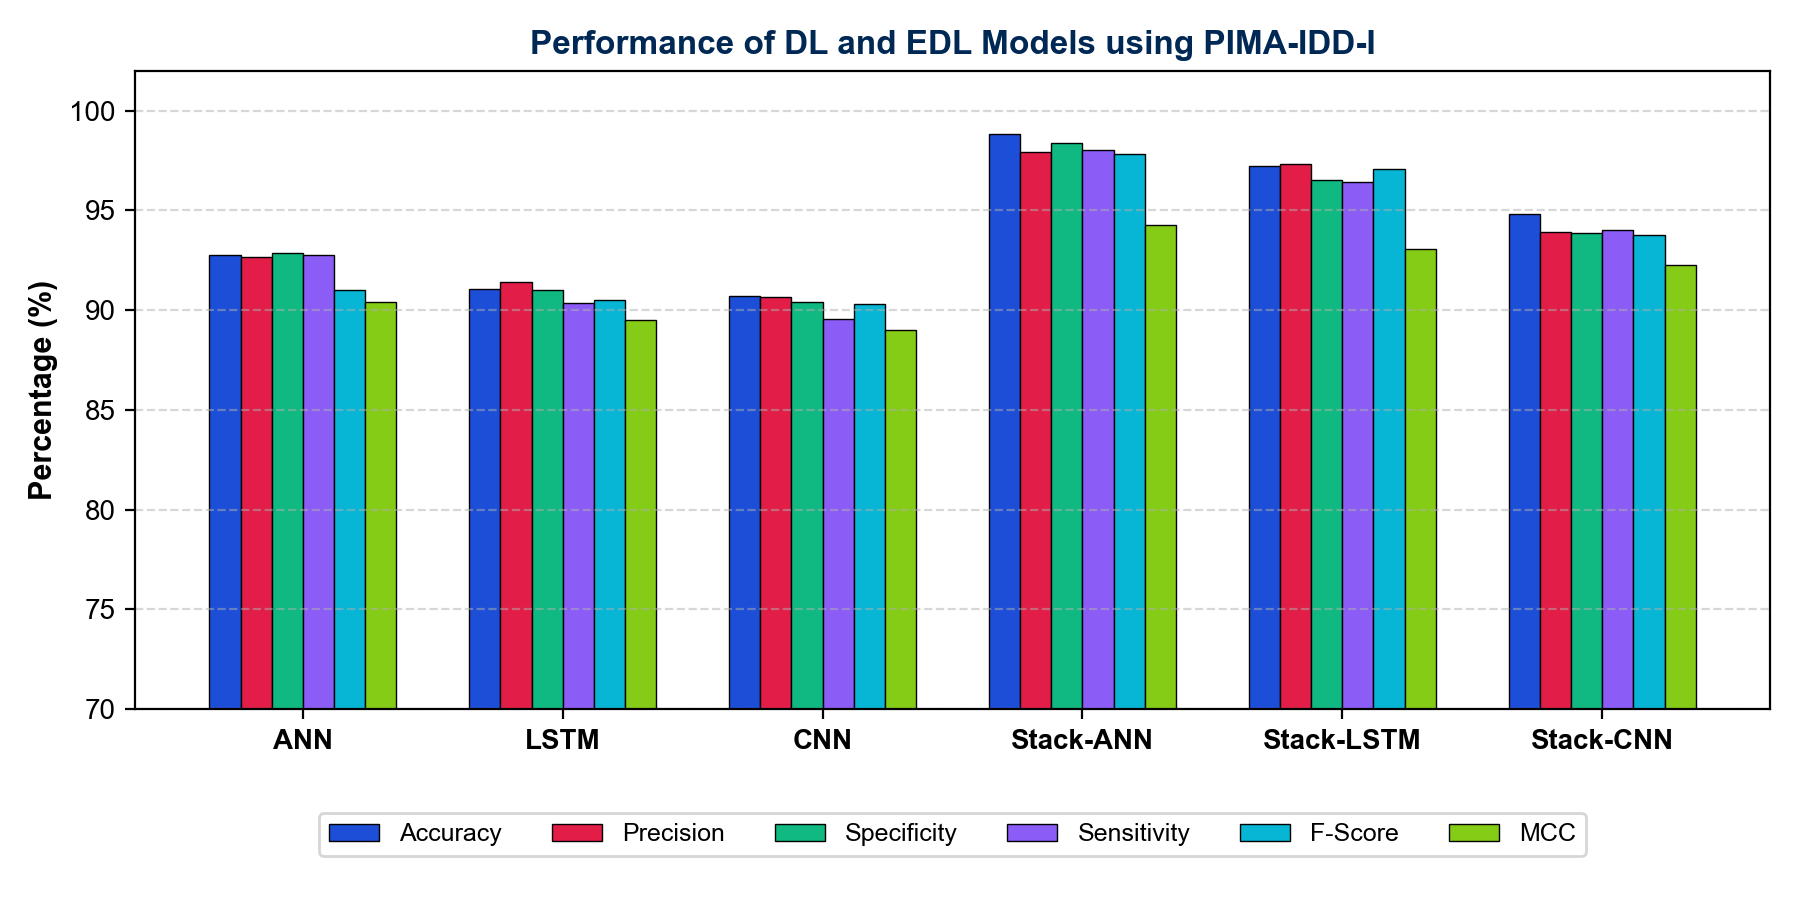 Performance of DL and EDL Models using PIMA-IDD-I
Percentage (%)
100
95
90
85
80
75
70
ANN LSTM CNN Stack-ANN Stack-LSTM Stack-CNN
Accuracy Precision Specificity Sensitivity F-Score MCC